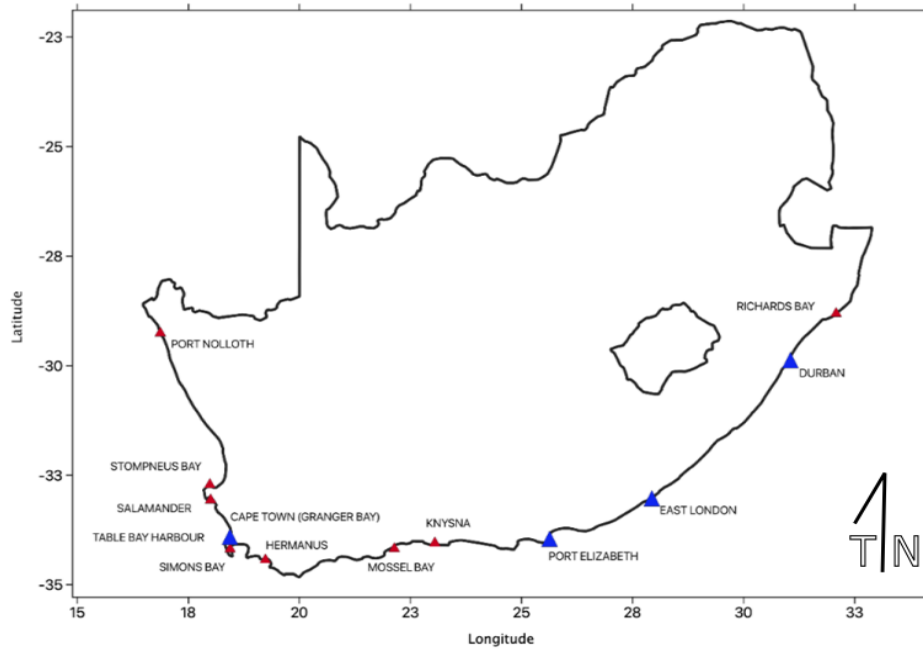 -23
-25
-28
RICHARDS BAY
PORT NOLLOTH
-30
DURBAN
Latitude
STOMPNEUS BAY
-33
SALAMANDER
EAST LONDON
CAPE TOWN (GRANGER BAY)
KNYSNA
TABLE BAY HARBOUR
HERMANUS
PORT ELIZABETH
SIMONS BAY
MOSSEL BAY
TN
-35
15 18 20 23 25 28 30 33
Longitude